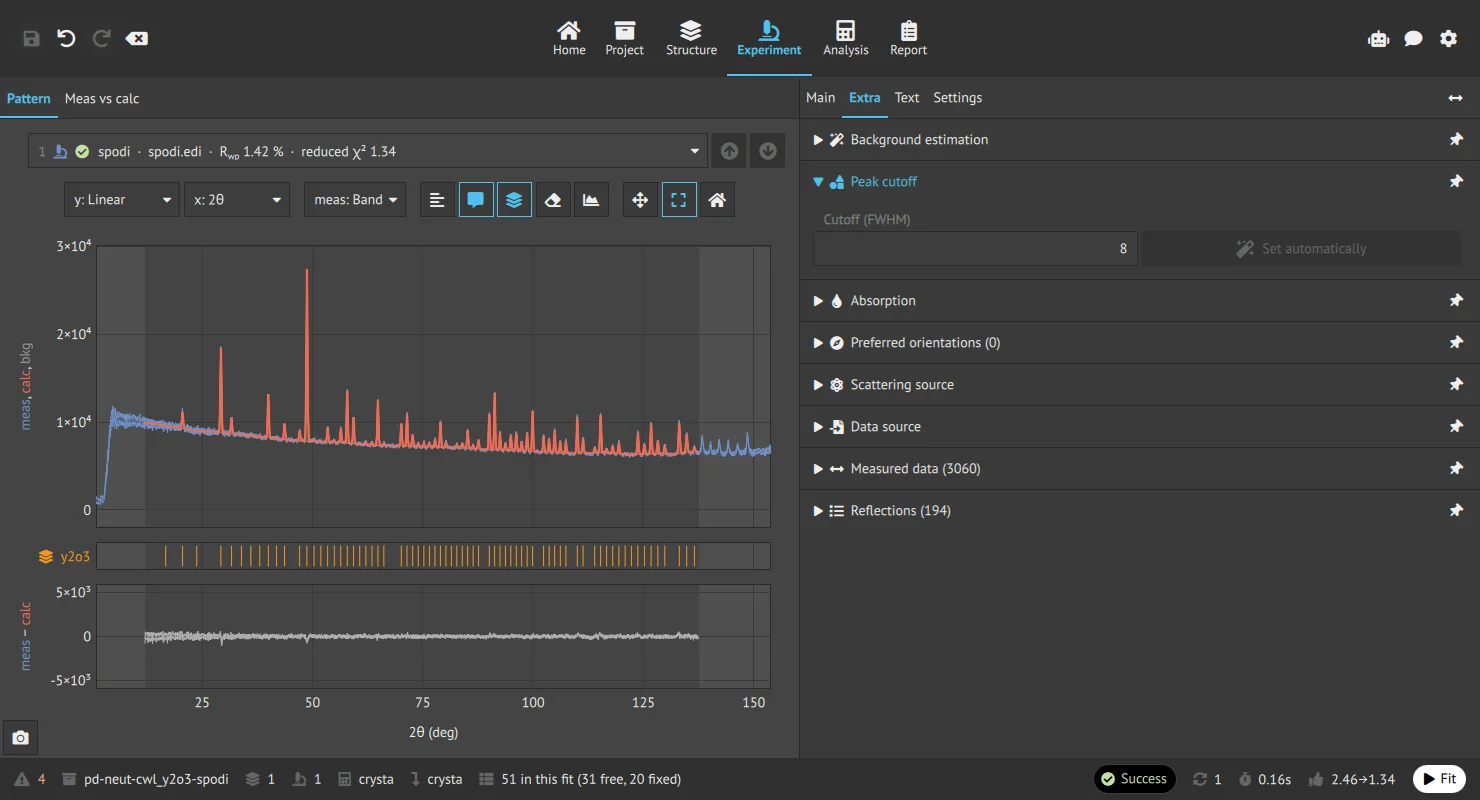 Home
Project
Structure
Experiment
Analysis
Report
Pattern
Meas vs calc
1 spodi · spodi.edi · Rwp 1.42 % · reduced χ² 1.34
y: Linear
x: 2θ
meas: Band
3×10⁴
2×10⁴
1×10⁴
0
meas, calc, bkg
y2o3
5×10³
0
-5×10³
meas − calc
25
50
75
100
125
150
2θ (deg)
Main
Extra
Text
Settings
Background estimation
Peak cutoff
Cutoff (FWHM)
8
Set automatically
Absorption
Preferred orientations (0)
Scattering source
Data source
Measured data (3060)
Reflections (194)
4
pd-neut-cwl_y2o3-spodi
1
1
crysta
crysta
51 in this fit (31 free, 20 fixed)
Success
1
0.16s
2.46→1.34
Fit